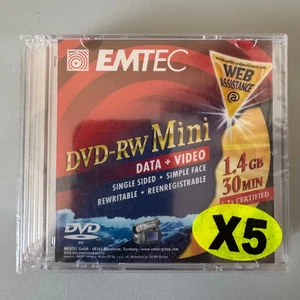 EMTEC
WEB
ASSISTANCE
@
DVD-RW Mini
DATA + VIDEO
SINGLE SIDED • SIMPLE FACE
REWRITABLE • REENREGISTRABLE
1.4 GB
30 MIN
CERTIFIED
DVD
X5